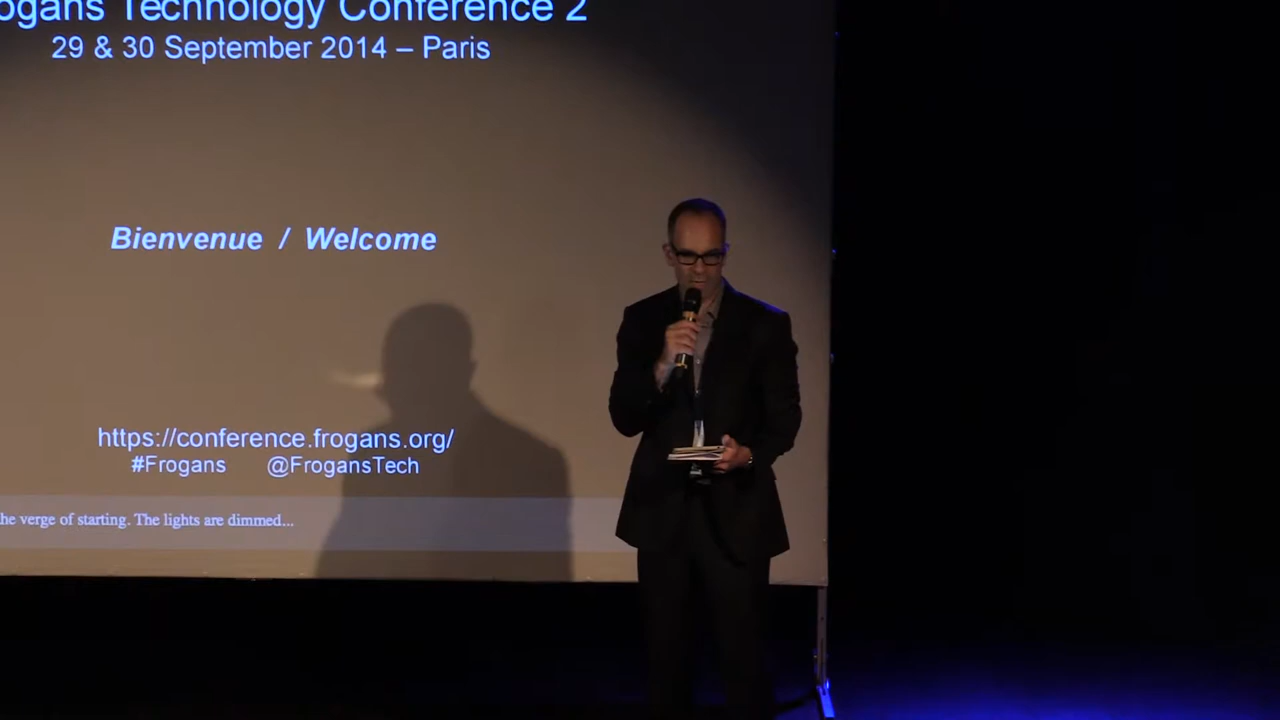 Technology Conference 2
29 & 30 September 2014 – Paris
Bienvenue / Welcome
https://conference.frogans.org/
#Frogans @FrogansTech
verge of starting. The lights are dimmed...